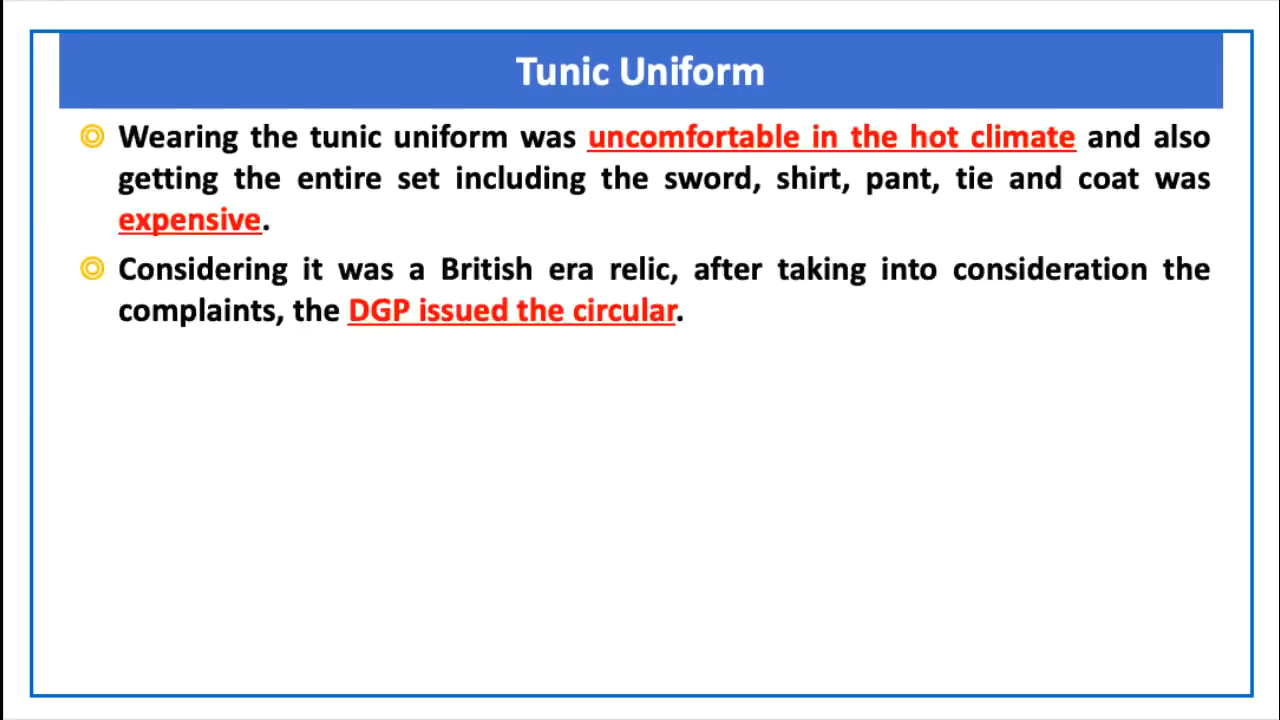 Tunic Uniform
Wearing the tunic uniform was uncomfortable in the hot climate and also
getting the entire set including the sword, shirt, pant, tie and coat was
expensive.
Considering it was a British era relic, after taking into consideration the
complaints, the DGP issued the circular.